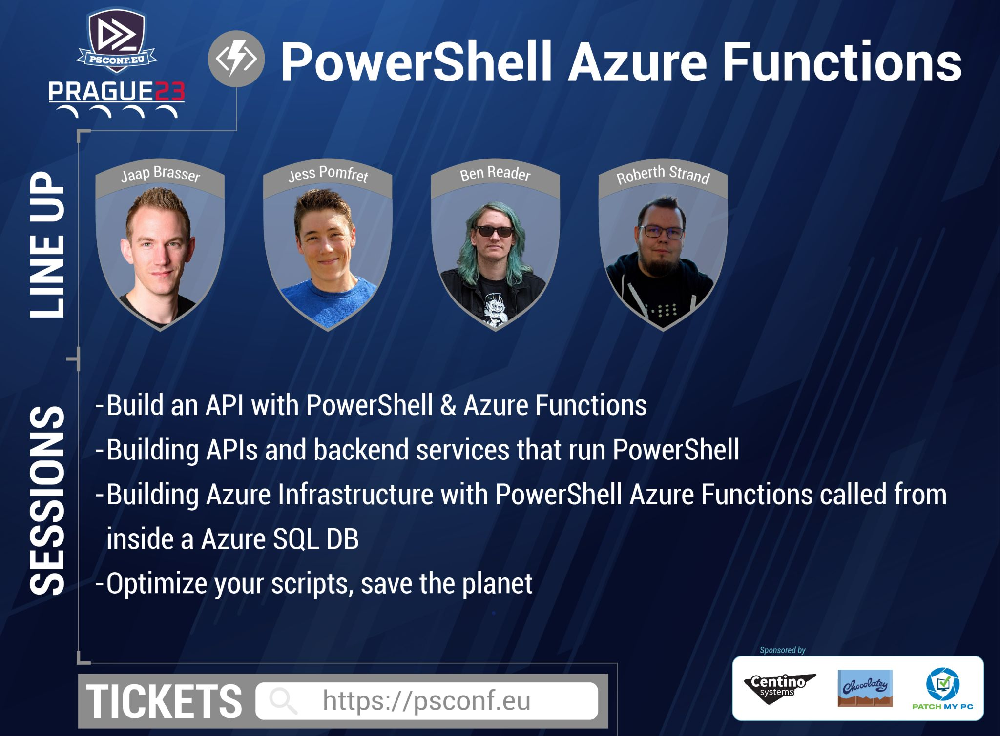 PSCONF.EU
PRAGUE23
PowerShell Azure Functions
LINE UP
Jaap Brasser
Jess Pomfret
Ben Reader
Roberth Strand
SESSIONS
-Build an API with PowerShell & Azure Functions
-Building APIs and backend services that run PowerShell
-Building Azure Infrastructure with PowerShell Azure Functions called from
inside a Azure SQL DB
-Optimize your scripts, save the planet
TICKETS
https://psconf.eu
Sponsored by
Centino
systems
Chocolatey
PATCH MY PC